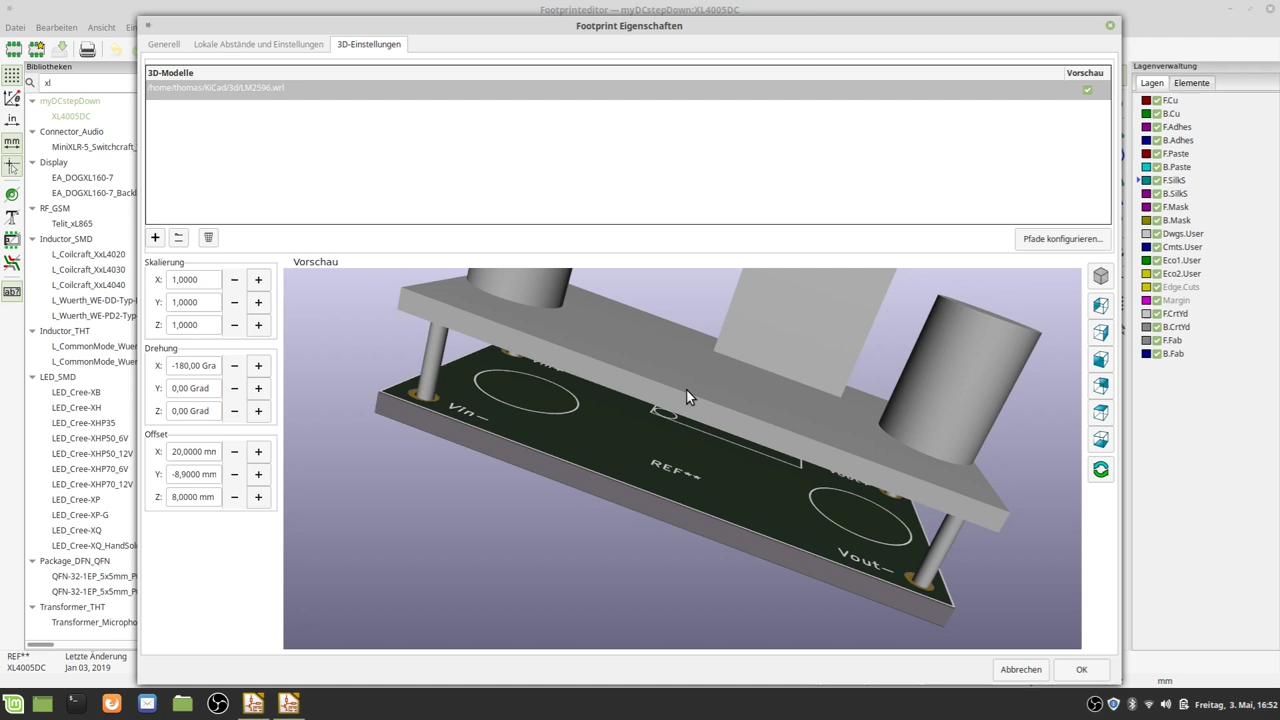 Footprinteditor — myDCstepDown:XL4005DC
Datei Bearbeiten Ansicht
Footprint Eigenschaften
Generell Lokale Abstände und Einstellungen 3D-Einstellungen
Bibliotheken
xl
myDCstepDown
XL4005DC
Connector_Audio
MiniXLR-5_Switchcraft_
Display
EA_DOGXL160-7
EA_DOGXL160-7_Backl
RF_GSM
Telit_xL865
Inductor_SMD
L_Coilcraft_XxL4020
L_Coilcraft_XxL4030
L_Coilcraft_XxL4040
L_Wuerth_WE-DD-Typ-
L_Wuerth_WE-PD2-Typ-
Inductor_THT
L_CommonMode_Wuer
L_CommonMode_Wuer
LED_SMD
LED_Cree-XB
LED_Cree-XH
LED_Cree-XHP35
LED_Cree-XHP50_6V
LED_Cree-XHP50_12V
LED_Cree-XHP70_6V
LED_Cree-XHP70_12V
LED_Cree-XP
LED_Cree-XP-G
LED_Cree-XQ
LED_Cree-XQ_HandSol
Package_DFN_QFN
QFN-32-1EP_5x5mm_P
QFN-32-1EP_5x5mm_P
Transformer_THT
Transformer_Micropho
REF** Letzte Änderung
XL4005DC Jan 03, 2019
3D-Modelle Vorschau
/home/thomas/KiCad/3d/LM2596.wrl
Pfade konfigurieren...
Skalierung
X: 1,0000 − +
Y: 1,0000 − +
Z: 1,0000 − +
Drehung
X: -180,00 Gra − +
Y: 0,00 Grad − +
Z: 0,00 Grad − +
Offset
X: 20,0000 mm − +
Y: -8,9000 mm − +
Z: 8,0000 mm − +
Vorschau
Vin−
REF**
Vout−
Abbrechen OK
Lagenverwaltung
Lagen Elemente
F.Cu
B.Cu
F.Adhes
B.Adhes
F.Paste
B.Paste
F.SilkS
B.SilkS
F.Mask
B.Mask
Dwgs.User
Cmts.User
Eco1.User
Eco2.User
Edge.Cuts
Margin
F.CrtYd
B.CrtYd
F.Fab
B.Fab
mm
Freitag, 3. Mai, 16:52